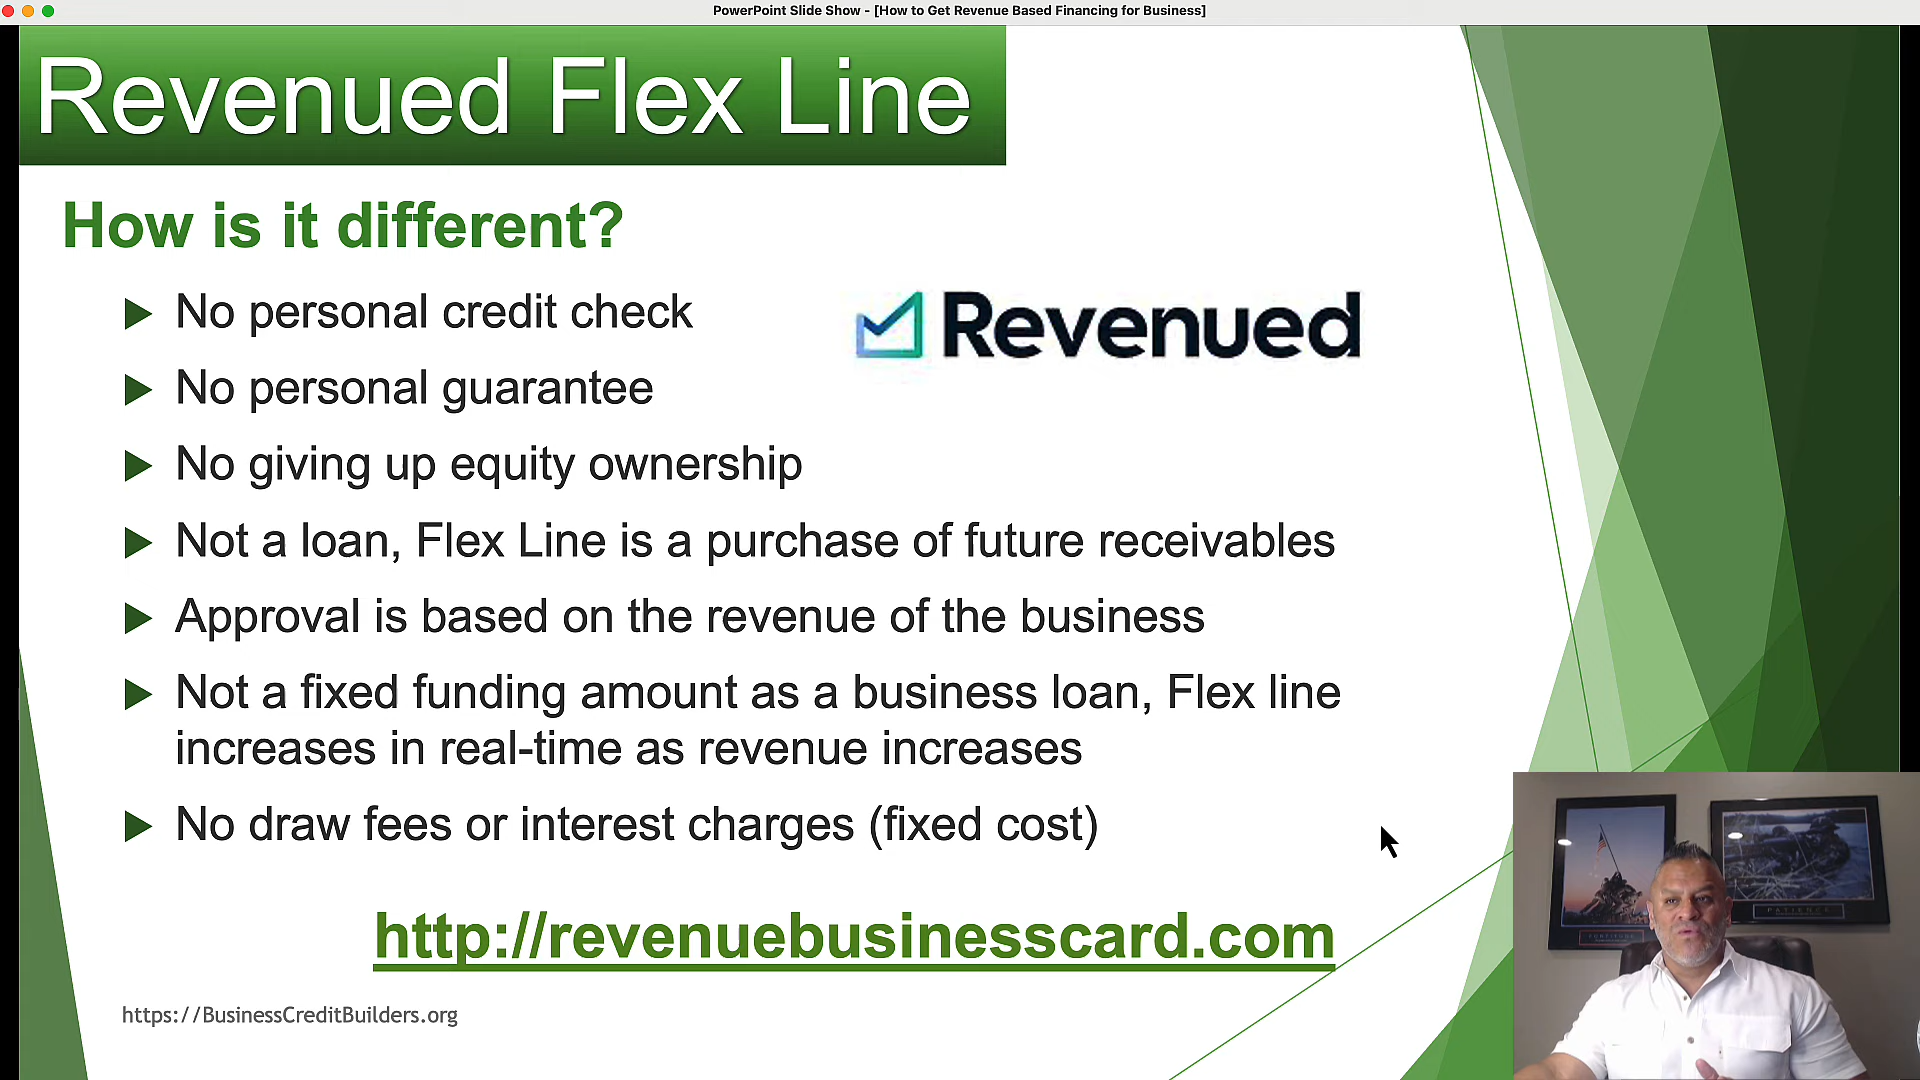 PowerPoint Slide Show - [How to Get Revenue Based Financing for Business]
Revenued Flex Line
How is it different?
No personal credit check
Revenued
No personal guarantee
No giving up equity ownership
Not a loan, Flex Line is a purchase of future receivables
Approval is based on the revenue of the business
Not a fixed funding amount as a business loan, Flex line
increases in real-time as revenue increases
No draw fees or interest charges (fixed cost)
http://revenuebusinesscard.com
https://BusinessCreditBuilders.org
PATIENCE